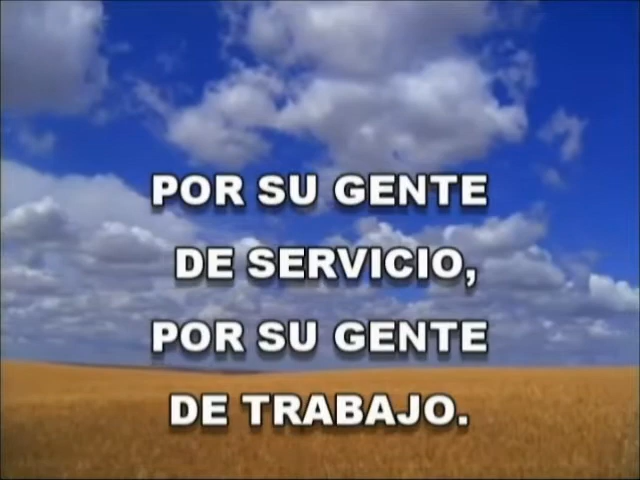 POR SU GENTE
DE SERVICIO,
POR SU GENTE
DE TRABAJO.